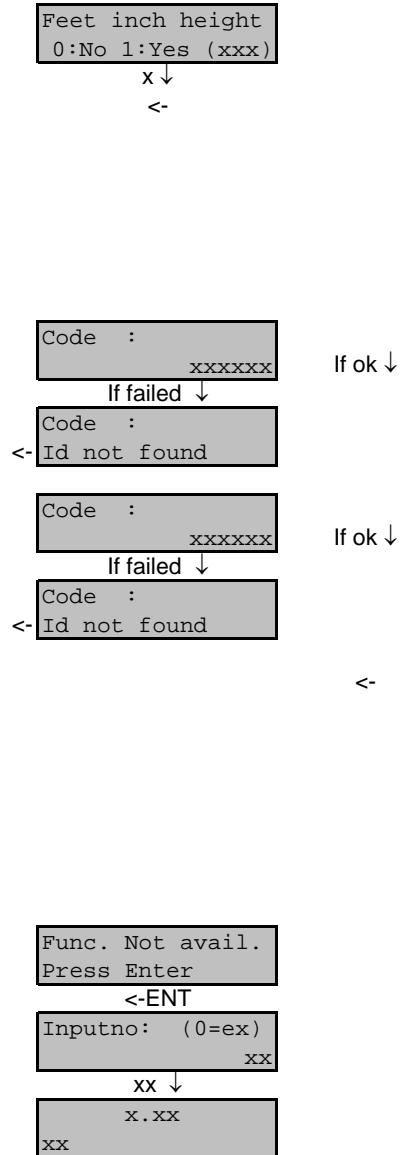 Feet inch height
0:No 1:Yes (xxx)
x ↓
<-
Code :
xxxxxx If ok ↓
If failed ↓
Code :
<- Id not found
Code :
xxxxxx If ok ↓
If failed ↓
Code :
<- Id not found
<-
Func. Not avail.
Press Enter
<-ENT
Inputno: (0=ex)
xx
xx ↓
x.xx
xx